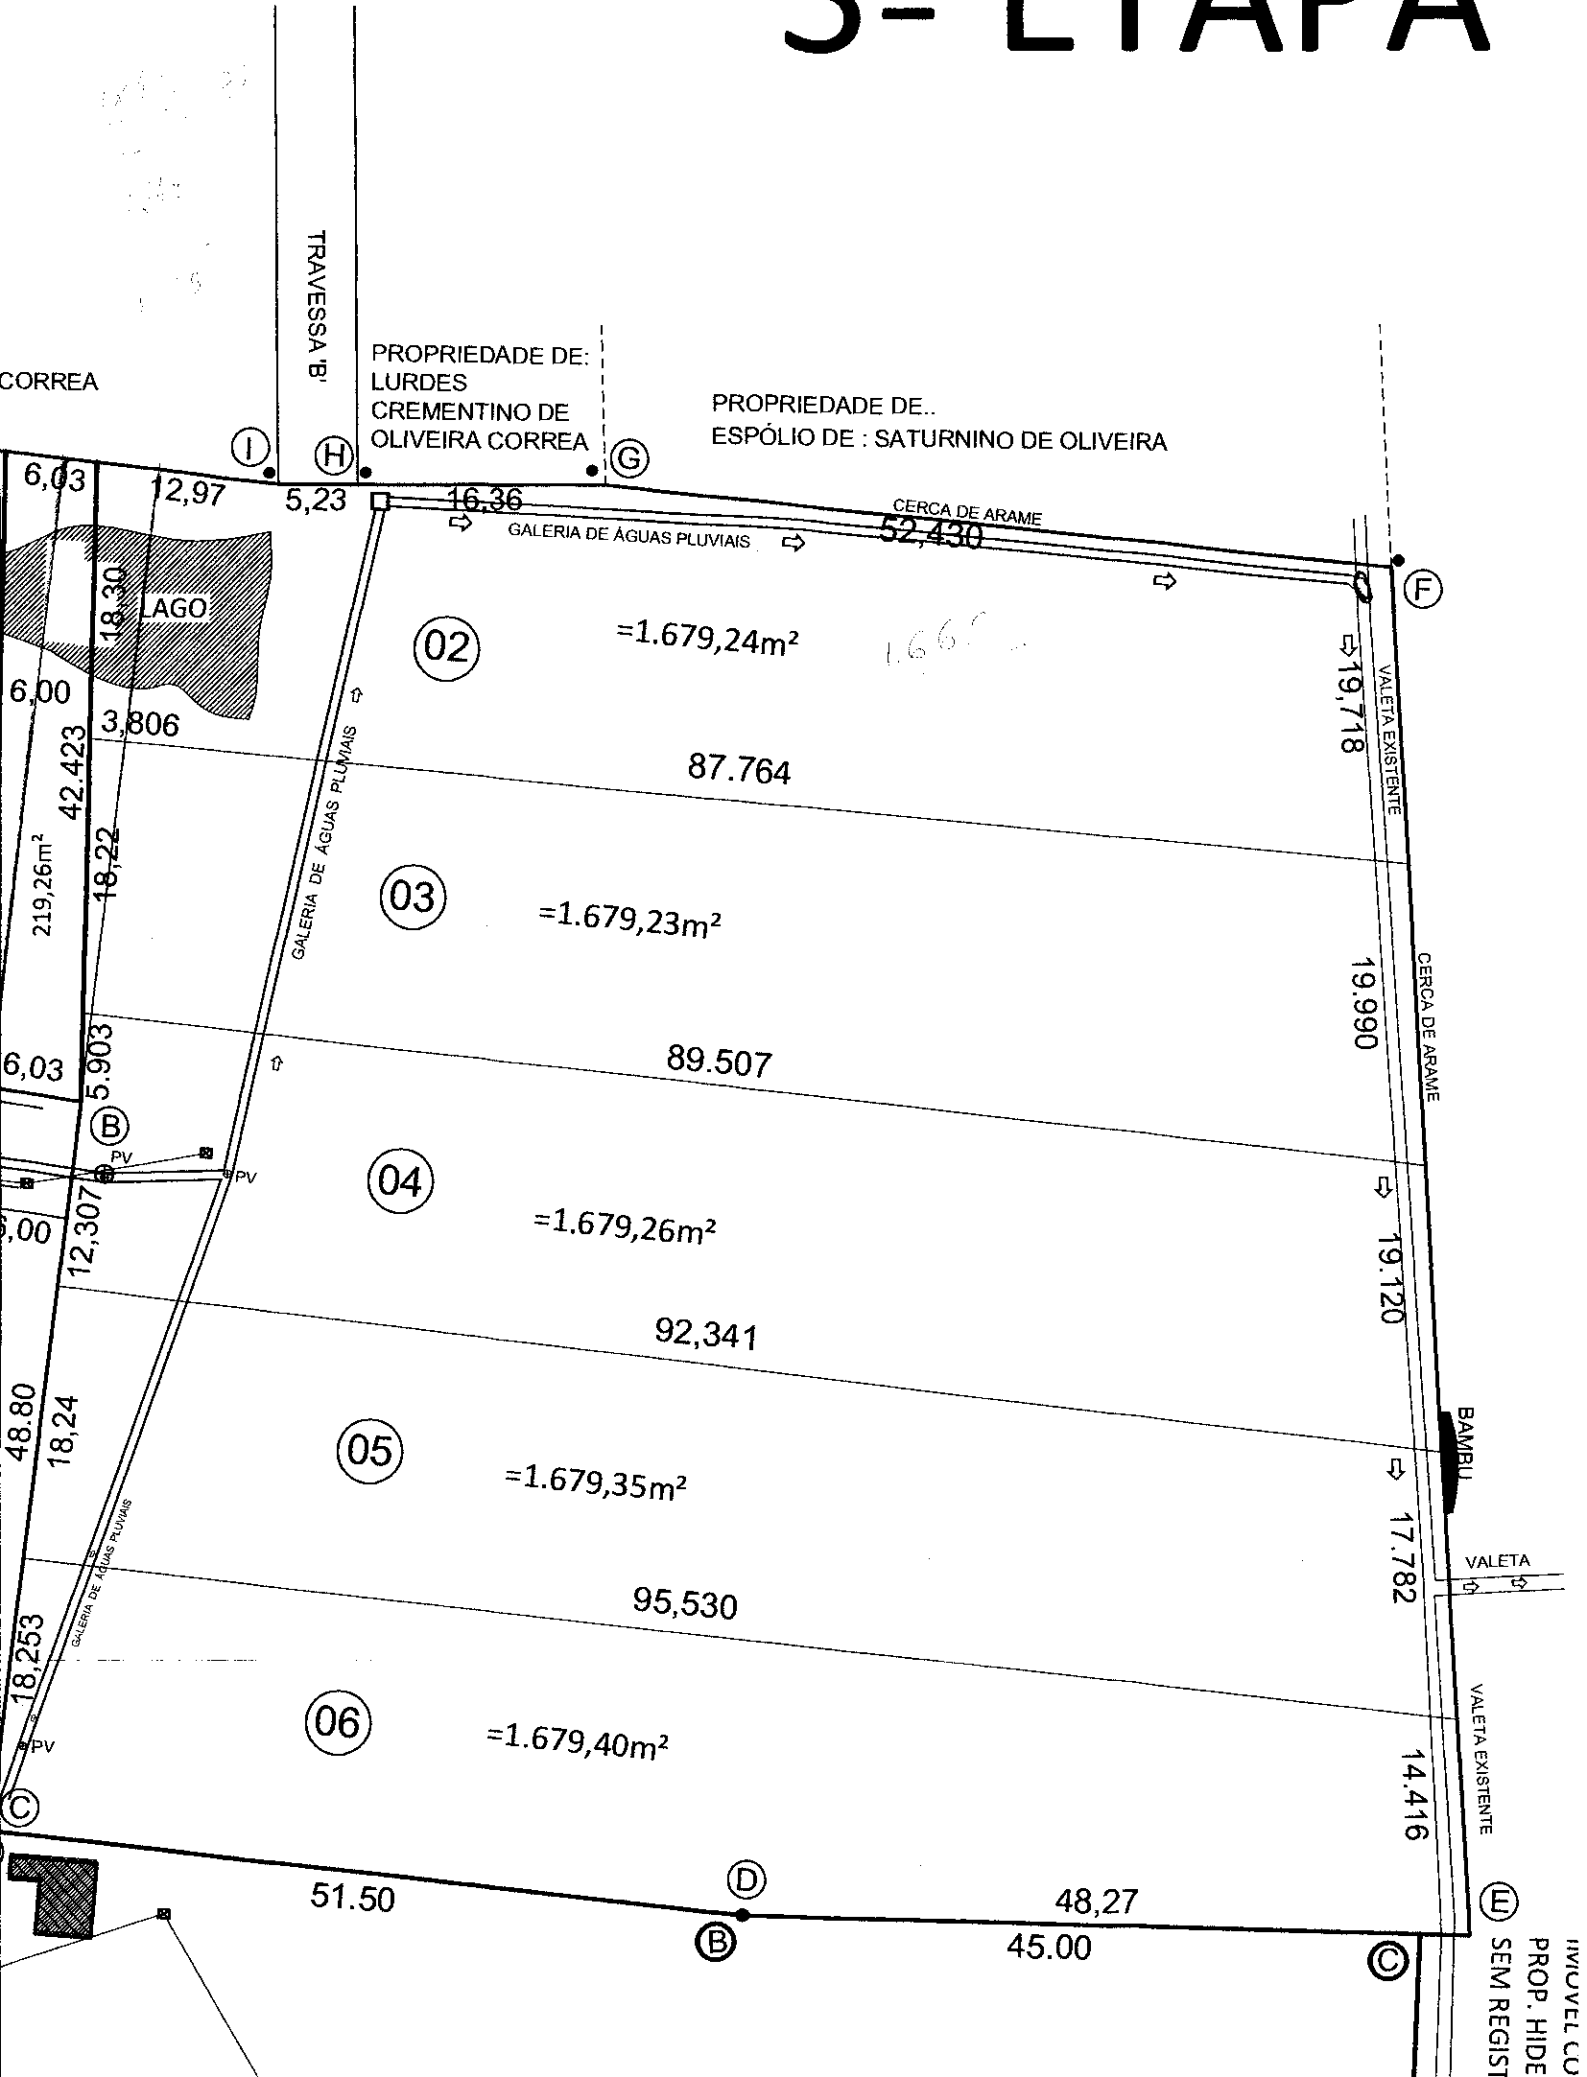 3ª ETAPA
TRAVESSA 'B'
CORREA
PROPRIEDADE DE:
LURDES
CREMENTINO DE
OLIVEIRA CORREA
PROPRIEDADE DE..
ESPÓLIO DE : SATURNINO DE OLIVEIRA
I
H
G
F
6,03
12,97
5,23
16,36
CERCA DE ARAME
52,430
GALERIA DE ÁGUAS PLUVIAIS
18,30
LAGO
02
=1.679,24m²
19,718
VALETA EXISTENTE
6,00
3,806
42.423
GALERIA DE ÁGUAS PLUVIAIS
87.764
219,26m²
18,22
03
=1.679,23m²
19.990
CERCA DE ARAME
6,03
5.903
89.507
B
PV
PV
04
=1.679,26m²
19.120
,00
12,307
92,341
48.80
18,24
05
=1.679,35m²
BAMBU
17.782
VALETA
GALERIA DE ÁGUAS PLUVIAIS
95,530
18,253
06
=1.679,40m²
VALETA EXISTENTE
14.416
PV
C
51.50
D
48,27
E
B
45.00
C
IMOVEL CO
PROP. HIDE
SEM REGIST